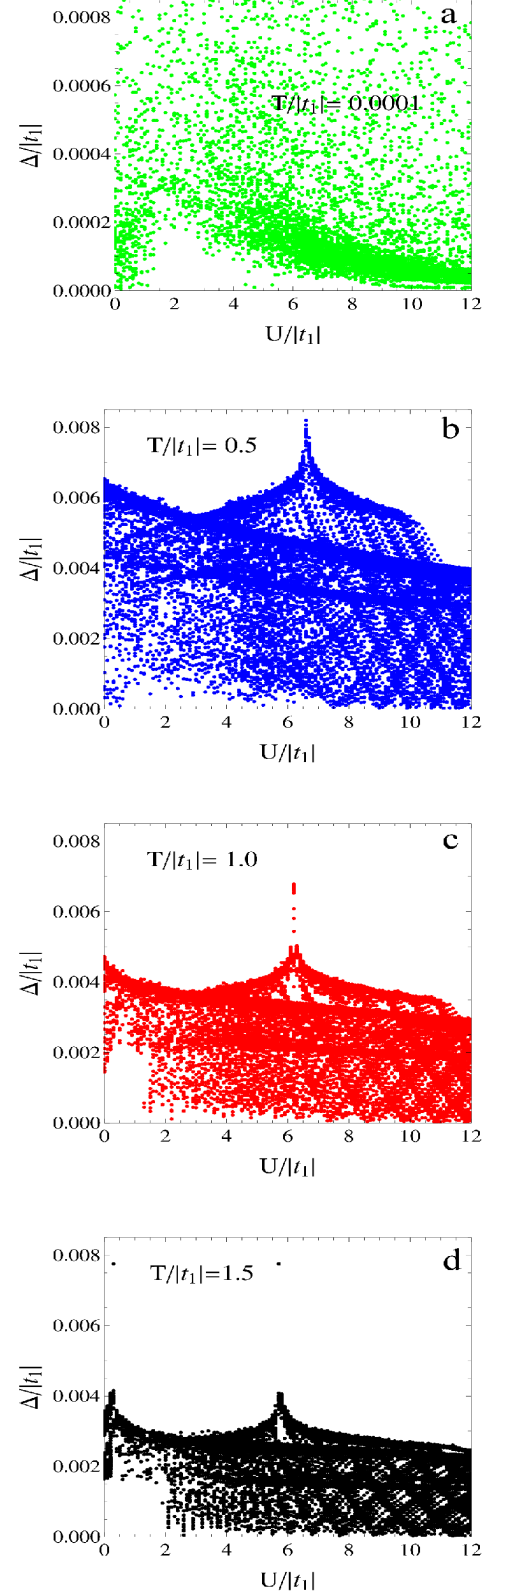 a
0.0008
0.0006
T/|t₁|= 0.0001
0.0004
Δ/|t₁|
0.0002
0.0000
0 2 4 6 8 10 12
U/|t₁|
b
0.008
T/|t₁|= 0.5
0.006
Δ/|t₁|
0.004
0.002
0.000
0 2 4 6 8 10 12
U/|t₁|
c
0.008
T/|t₁|= 1.0
0.006
Δ/|t₁|
0.004
0.002
0.000
0 2 4 6 8 10 12
U/|t₁|
d
0.008
T/|t₁|=1.5
0.006
Δ/|t₁|
0.004
0.002
0.000
0 2 4 6 8 10 12
U/|t₁|